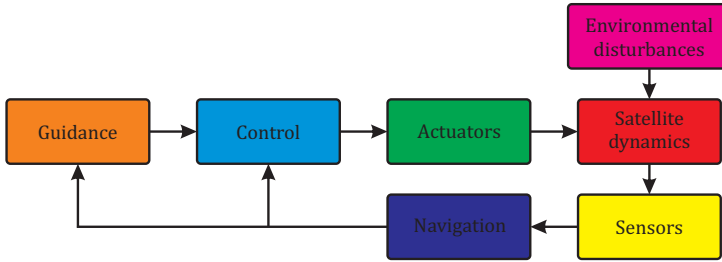 Environmental
disturbances
Guidance
Control
Actuators
Satellite
dynamics
Navigation
Sensors